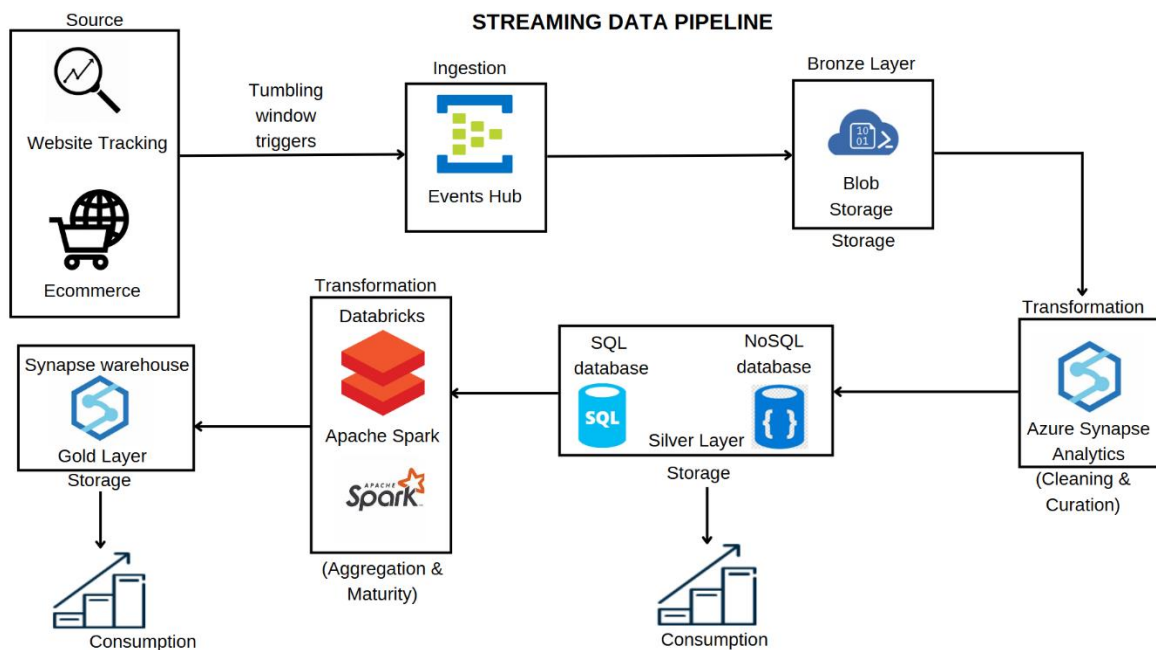 STREAMING DATA PIPELINE
Source
Website Tracking
Ecommerce
Tumbling
window
triggers
Ingestion
Events Hub
Bronze Layer
10
01
Blob
Storage
Storage
Transformation
Azure Synapse
Analytics
(Cleaning &
Curation)
SQL
database
SQL
NoSQL
database
{ }
Silver Layer
Storage
Consumption
Transformation
Databricks
Apache Spark
APACHE
Spark
(Aggregation &
Maturity)
Synapse warehouse
Gold Layer
Storage
Consumption